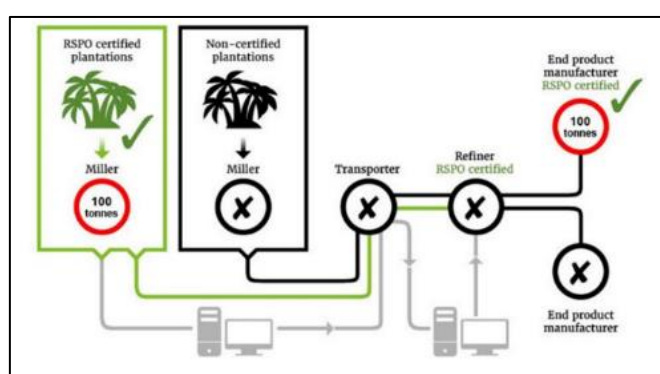 RSPO certified
plantations
Miller
100
tonnes
Non-certified
plantations
Miller
Transporter
Refiner
RSPO certified
End product
manufacturer
RSPO certified
100
tonnes
End product
manufacturer